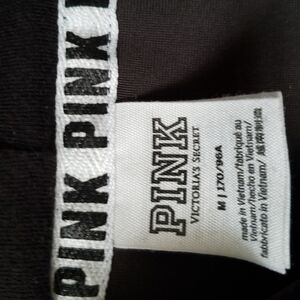 PINK PINK
PINK
VICTORIA'S SECRET
M | 170/96A
made in Vietnam/fabriqué au
Vietnam/hecho en Vietnam/
fabbricato in Vietnam/ 越南制造